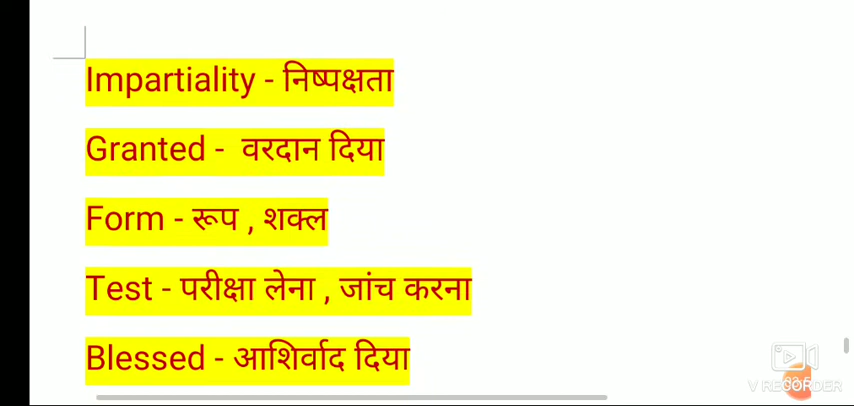 Impartiality - निष्पक्षता
Granted -  वरदान दिया
Form - रूप , शक्ल
Test - परीक्षा लेना , जांच करना
Blessed - आशिर्वाद दिया
V RECORDER